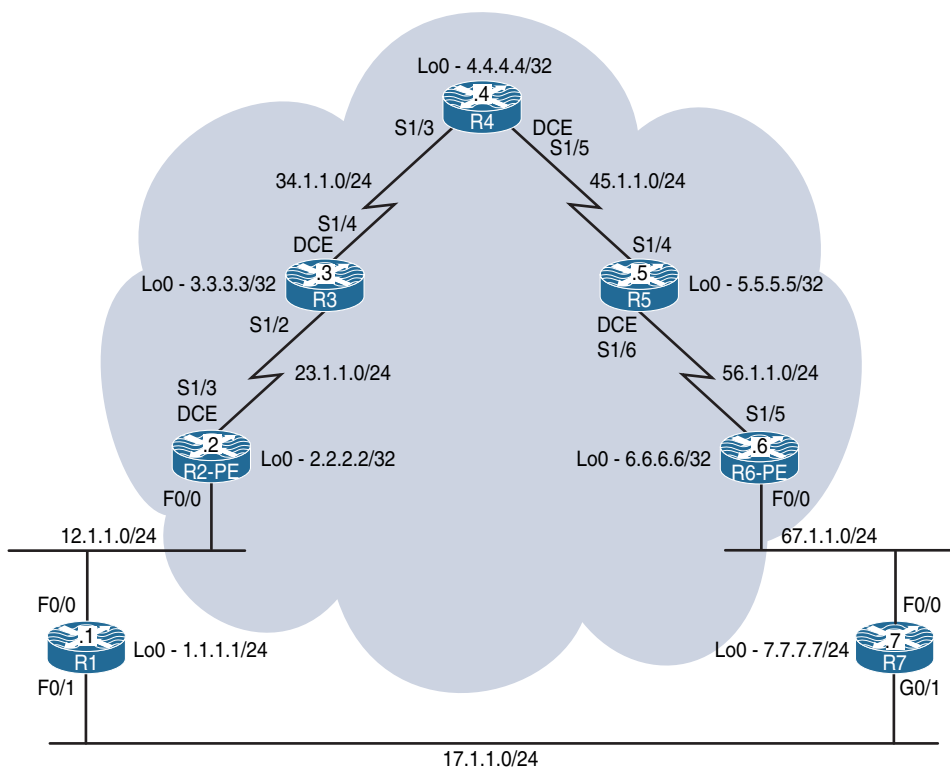 Lo0 - 4.4.4.4/32
.4
R4
S1/3
DCE
S1/5
34.1.1.0/24
45.1.1.0/24
S1/4
DCE
S1/4
Lo0 - 3.3.3.3/32
.3
R3
.5
R5
Lo0 - 5.5.5.5/32
S1/2
DCE
S1/6
23.1.1.0/24
56.1.1.0/24
S1/3
DCE
S1/5
.2
R2-PE
Lo0 - 2.2.2.2/32
Lo0 - 6.6.6.6/32
.6
R6-PE
F0/0
F0/0
12.1.1.0/24
67.1.1.0/24
F0/0
F0/0
.1
R1
Lo0 - 1.1.1.1/24
Lo0 - 7.7.7.7/24
.7
R7
F0/1
G0/1
17.1.1.0/24